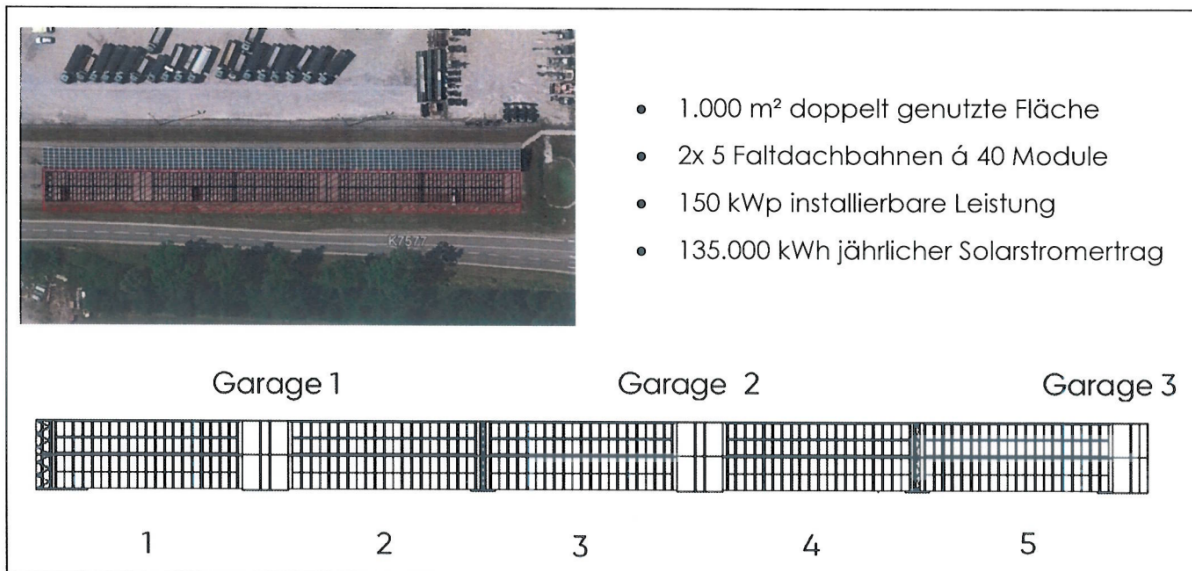 K7577
• 1.000 m² doppelt genutzte Fläche
• 2x 5 Faltdachbahnen á 40 Module
• 150 kWp installierbare Leistung
• 135.000 kWh jährlicher Solarstromertrag
Garage 1 Garage 2 Garage 3
1 2 3 4 5